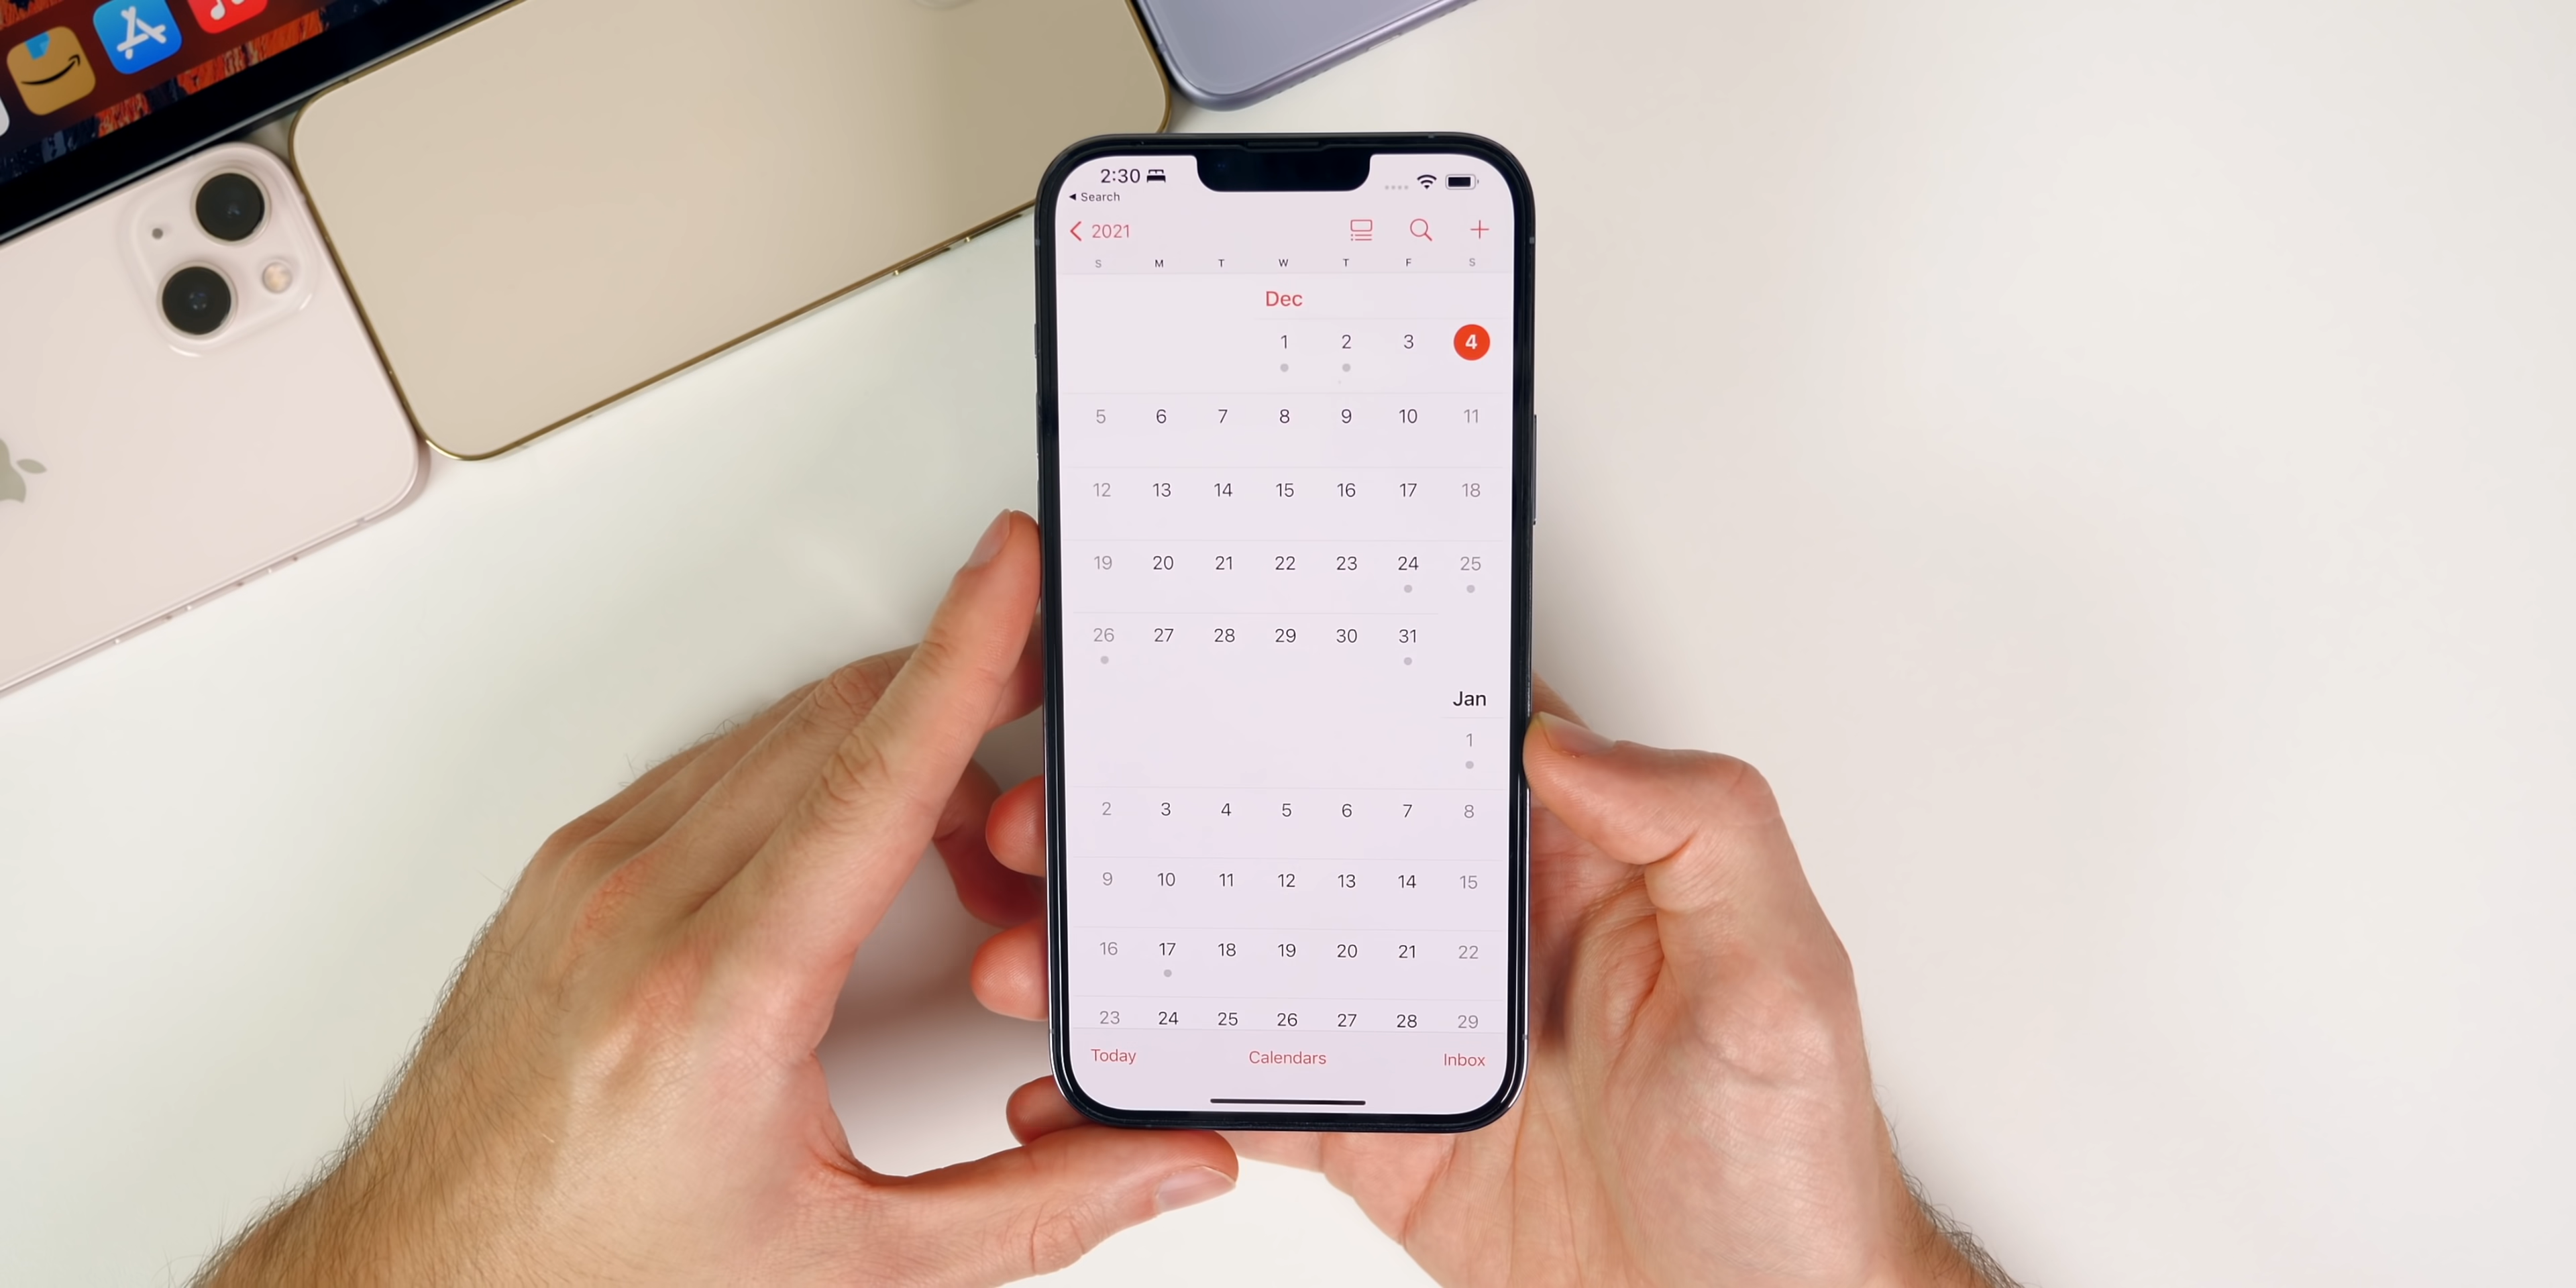 2:30
◀ Search
2021
S M T W T F S
Dec
1 2 3 4
5 6 7 8 9 10 11
12 13 14 15 16 17 18
19 20 21 22 23 24 25
26 27 28 29 30 31
Jan
1
2 3 4 5 6 7 8
9 10 11 12 13 14 15
16 17 18 19 20 21 22
23 24 25 26 27 28 29
Today Calendars Inbox